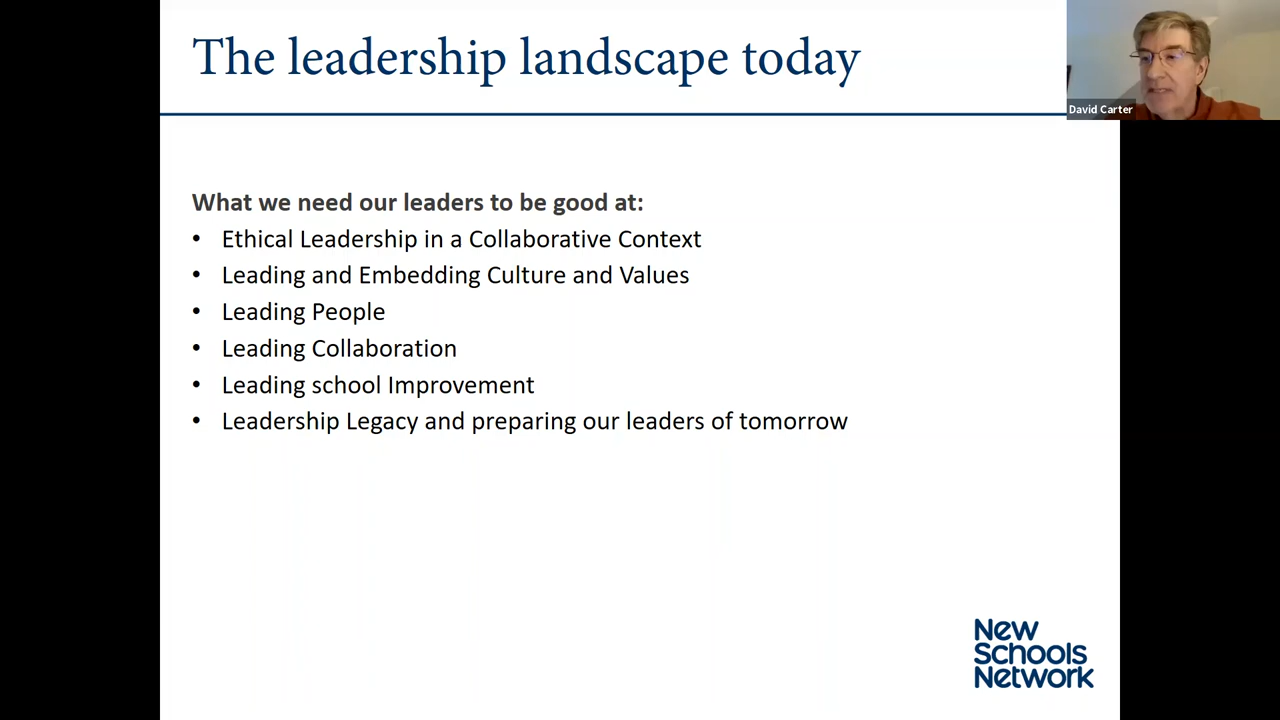 The leadership landscape today
David Carter
What we need our leaders to be good at:
• Ethical Leadership in a Collaborative Context
• Leading and Embedding Culture and Values
• Leading People
• Leading Collaboration
• Leading school Improvement
• Leadership Legacy and preparing our leaders of tomorrow
New
Schools
Network